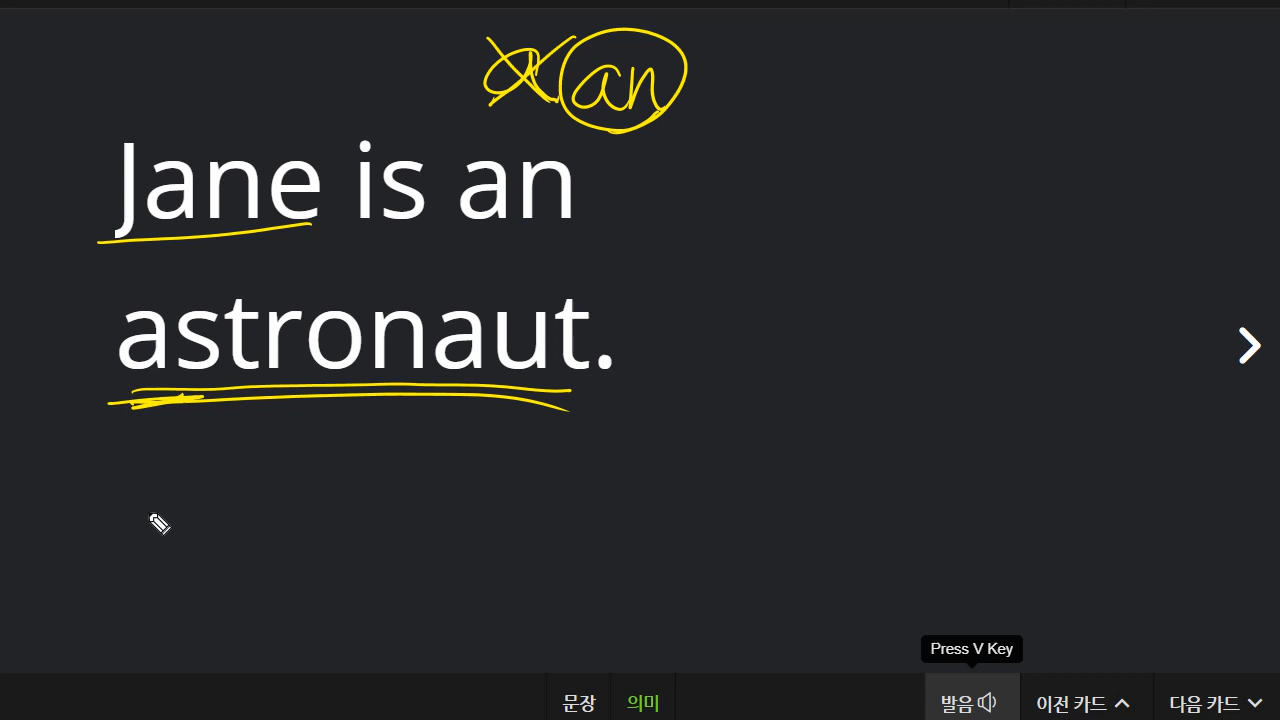 a an
Jane is an
astronaut.
Press V Key
문장 의미 발음 이전 카드 다음 카드